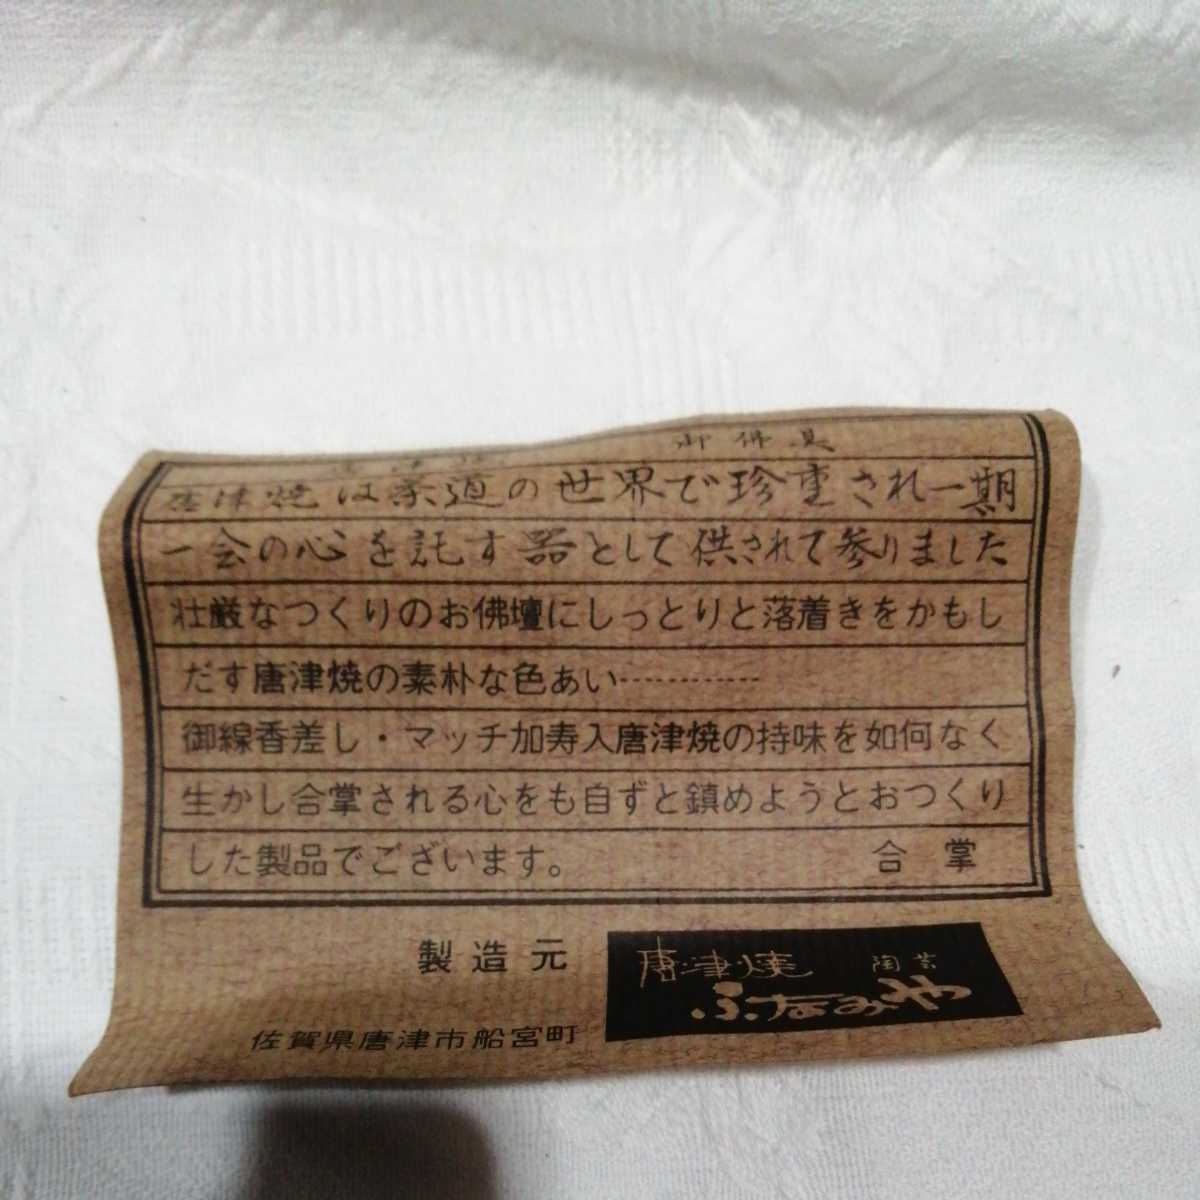 唐津焼 御佛具
唐津焼は茶道の世界で珍重され一期
一会の心を託す器として供されて参りました
壮厳なつくりのお佛壇にしっとりと落着きをかもし
だす唐津焼の素朴な色あい…………
御線香差し・マッチ加寿入唐津焼の持味を如何なく
生かし合掌される心をも自ずと鎮めようとおつくり
した製品でございます。 合掌
製造元 唐津焼 陶芸
ふなみや
佐賀県唐津市船宮町